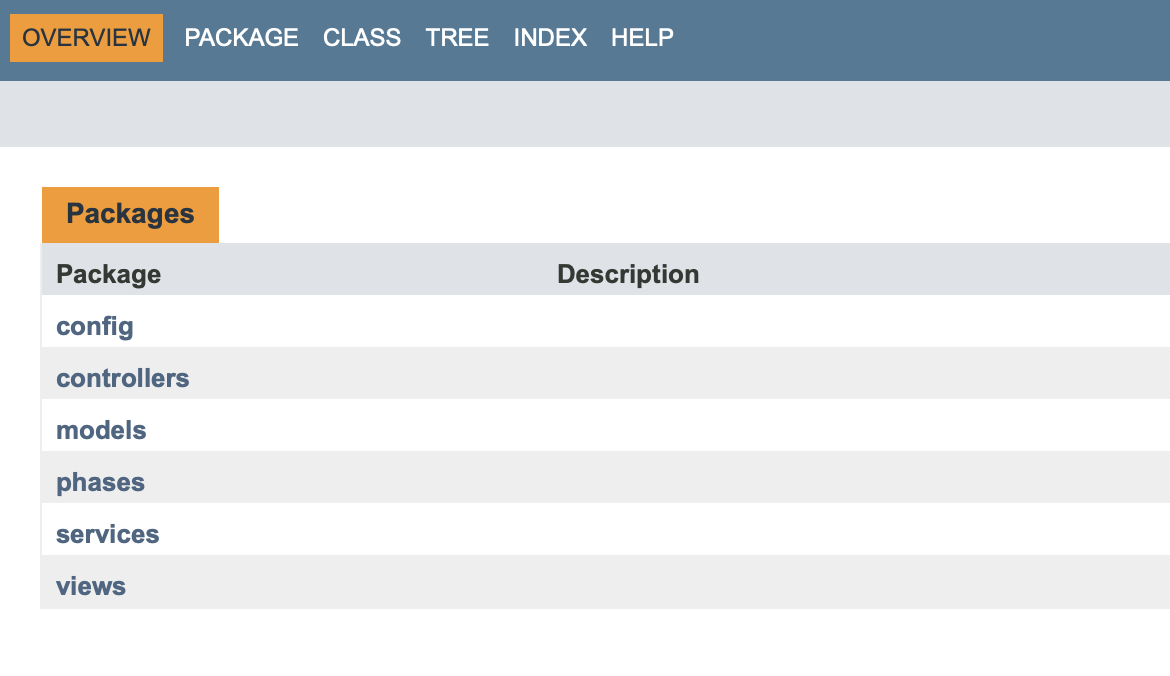 OVERVIEW PACKAGE CLASS TREE INDEX HELP
Packages
Package Description
config
controllers
models
phases
services
views